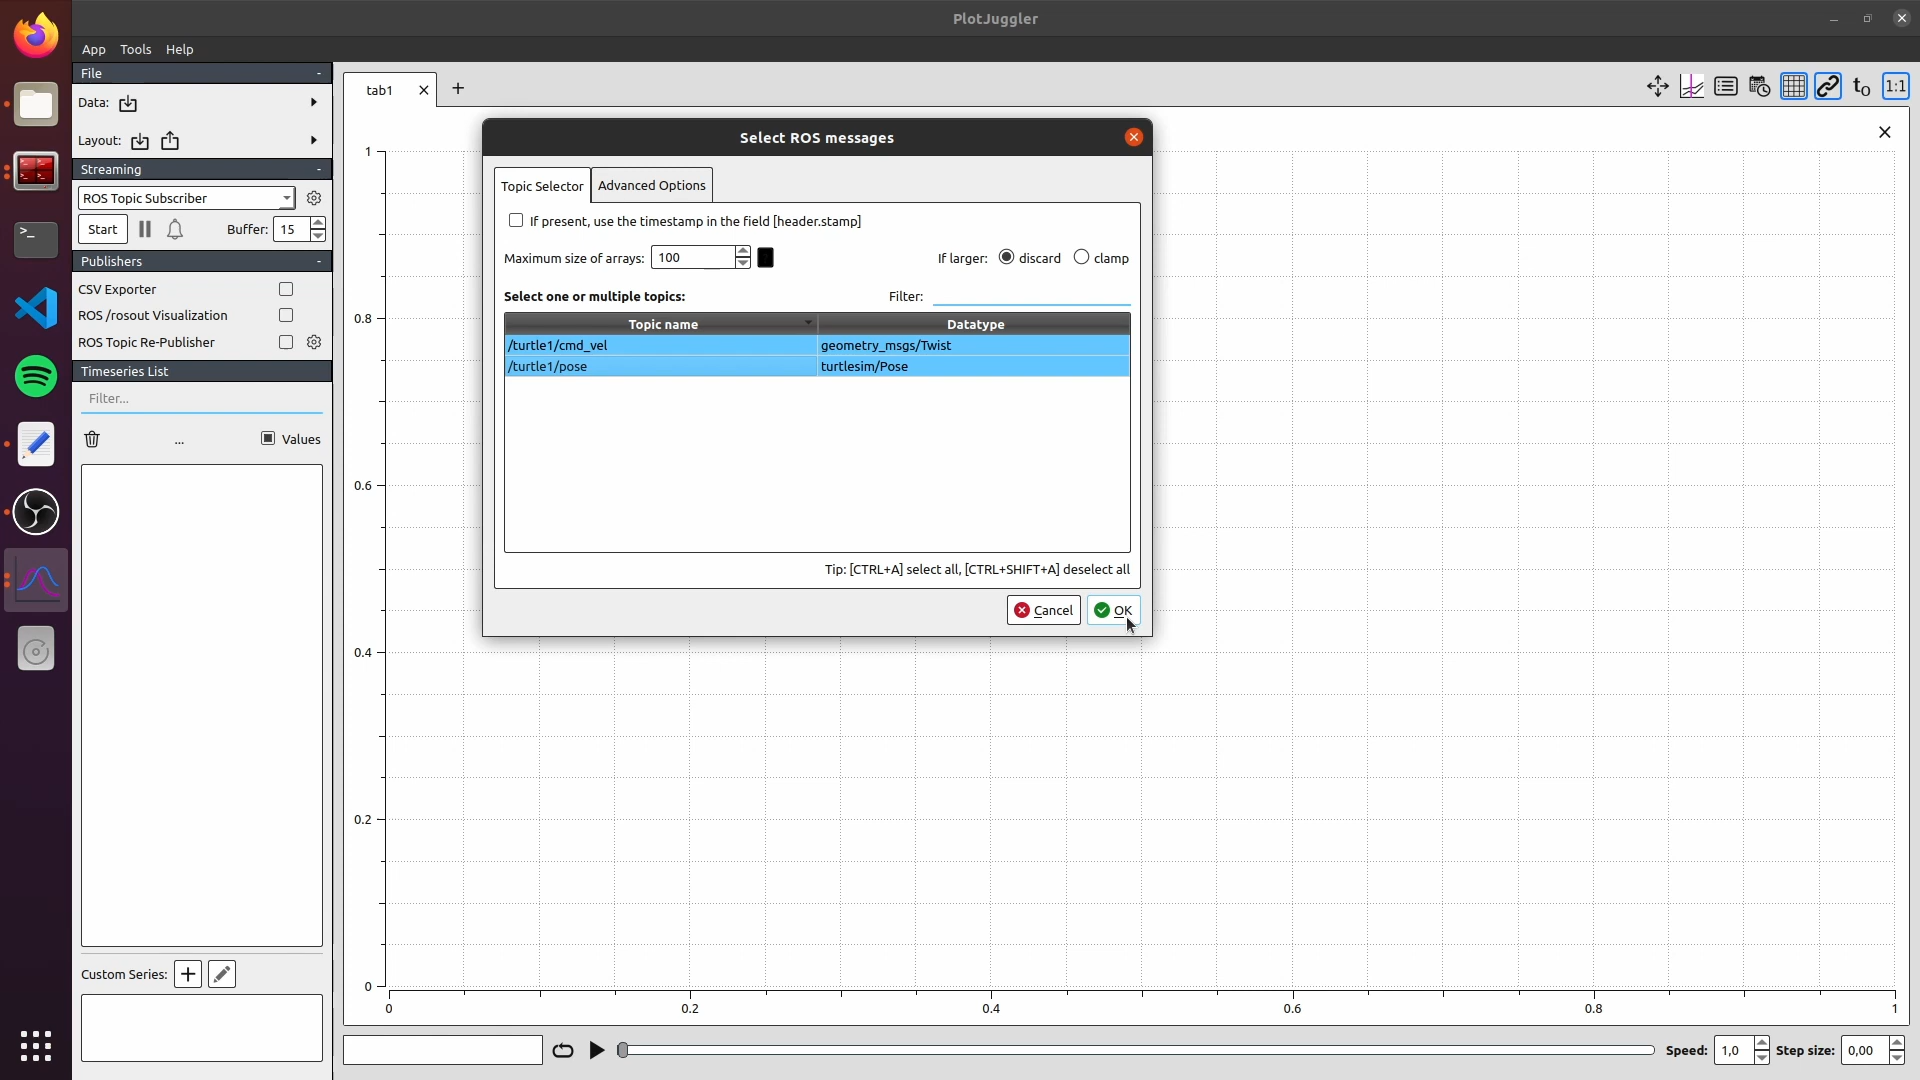 PlotJuggler
App Tools Help
File -
Data:
Layout:
Streaming -
ROS Topic Subscriber
Start Buffer: 15
Publishers -
CSV Exporter
ROS /rosout Visualization
ROS Topic Re-Publisher
Timeseries List
Filter...
... Values
Custom Series:
tab1
t0 1:1
Select ROS messages
Topic Selector Advanced Options
If present, use the timestamp in the field [header.stamp]
Maximum size of arrays: 100 If larger: discard clamp
Select one or multiple topics: Filter:
Topic name Datatype
/turtle1/cmd_vel geometry_msgs/Twist
/turtle1/pose turtlesim/Pose
Tip: [CTRL+A] select all, [CTRL+SHIFT+A] deselect all
Cancel OK
1
0.8
0.6
0.4
0.2
0
0 0.2 0.4 0.6 0.8 1
Speed: 1,0 Step size: 0,00